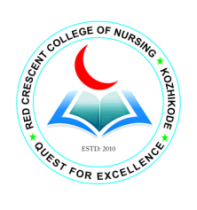 RED CRESCENT COLLEGE OF NURSING ★ KOZHIKODE
ESTD: 2010
★ QUEST FOR EXCELLENCE ★